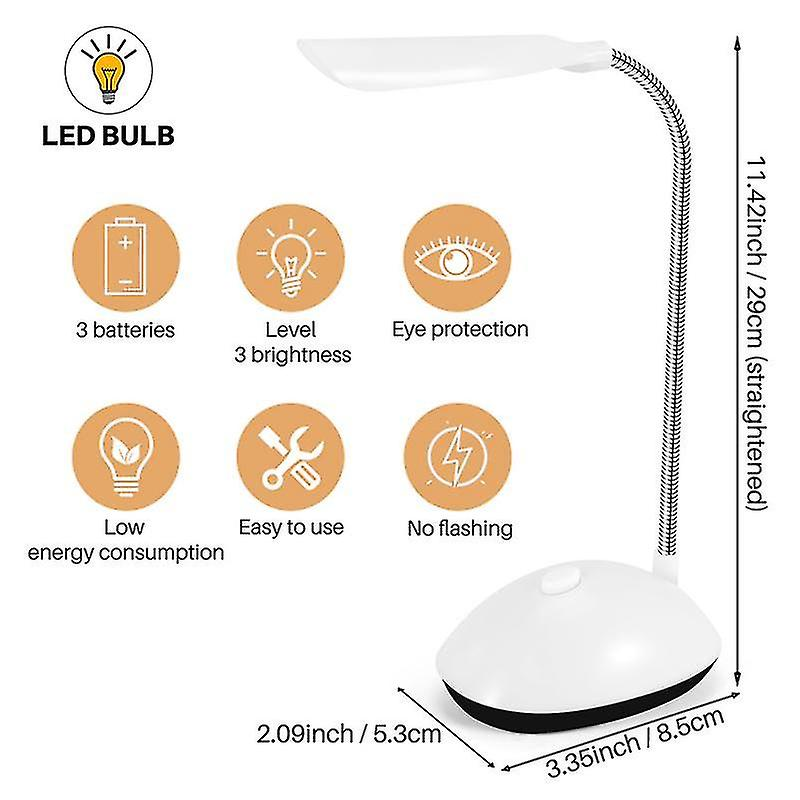 LED BULB
3 batteries
Level
3 brightness
Eye protection
Low
energy consumption
Easy to use
No flashing
11.42inch / 29cm (straightened)
2.09inch / 5.3cm
3.35inch / 8.5cm